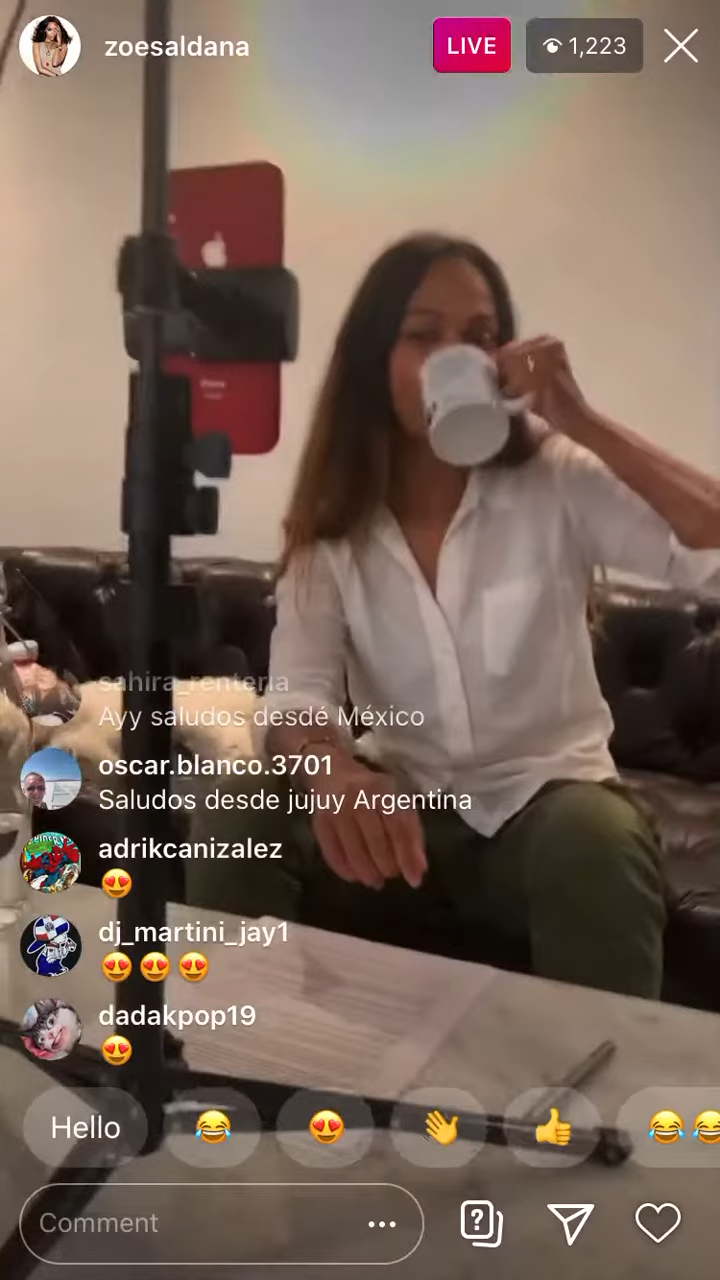 zoesaldana
LIVE
1,223
sahira_renteria
Ayy saludos desdé México
oscar.blanco.3701
Saludos desde jujuy Argentina
adrikcanizalez
😍
dj_martini_jay1
😍😍😍
dadakpop19
😍
Hello 😂 😍 👋 👍 😂😂
Comment